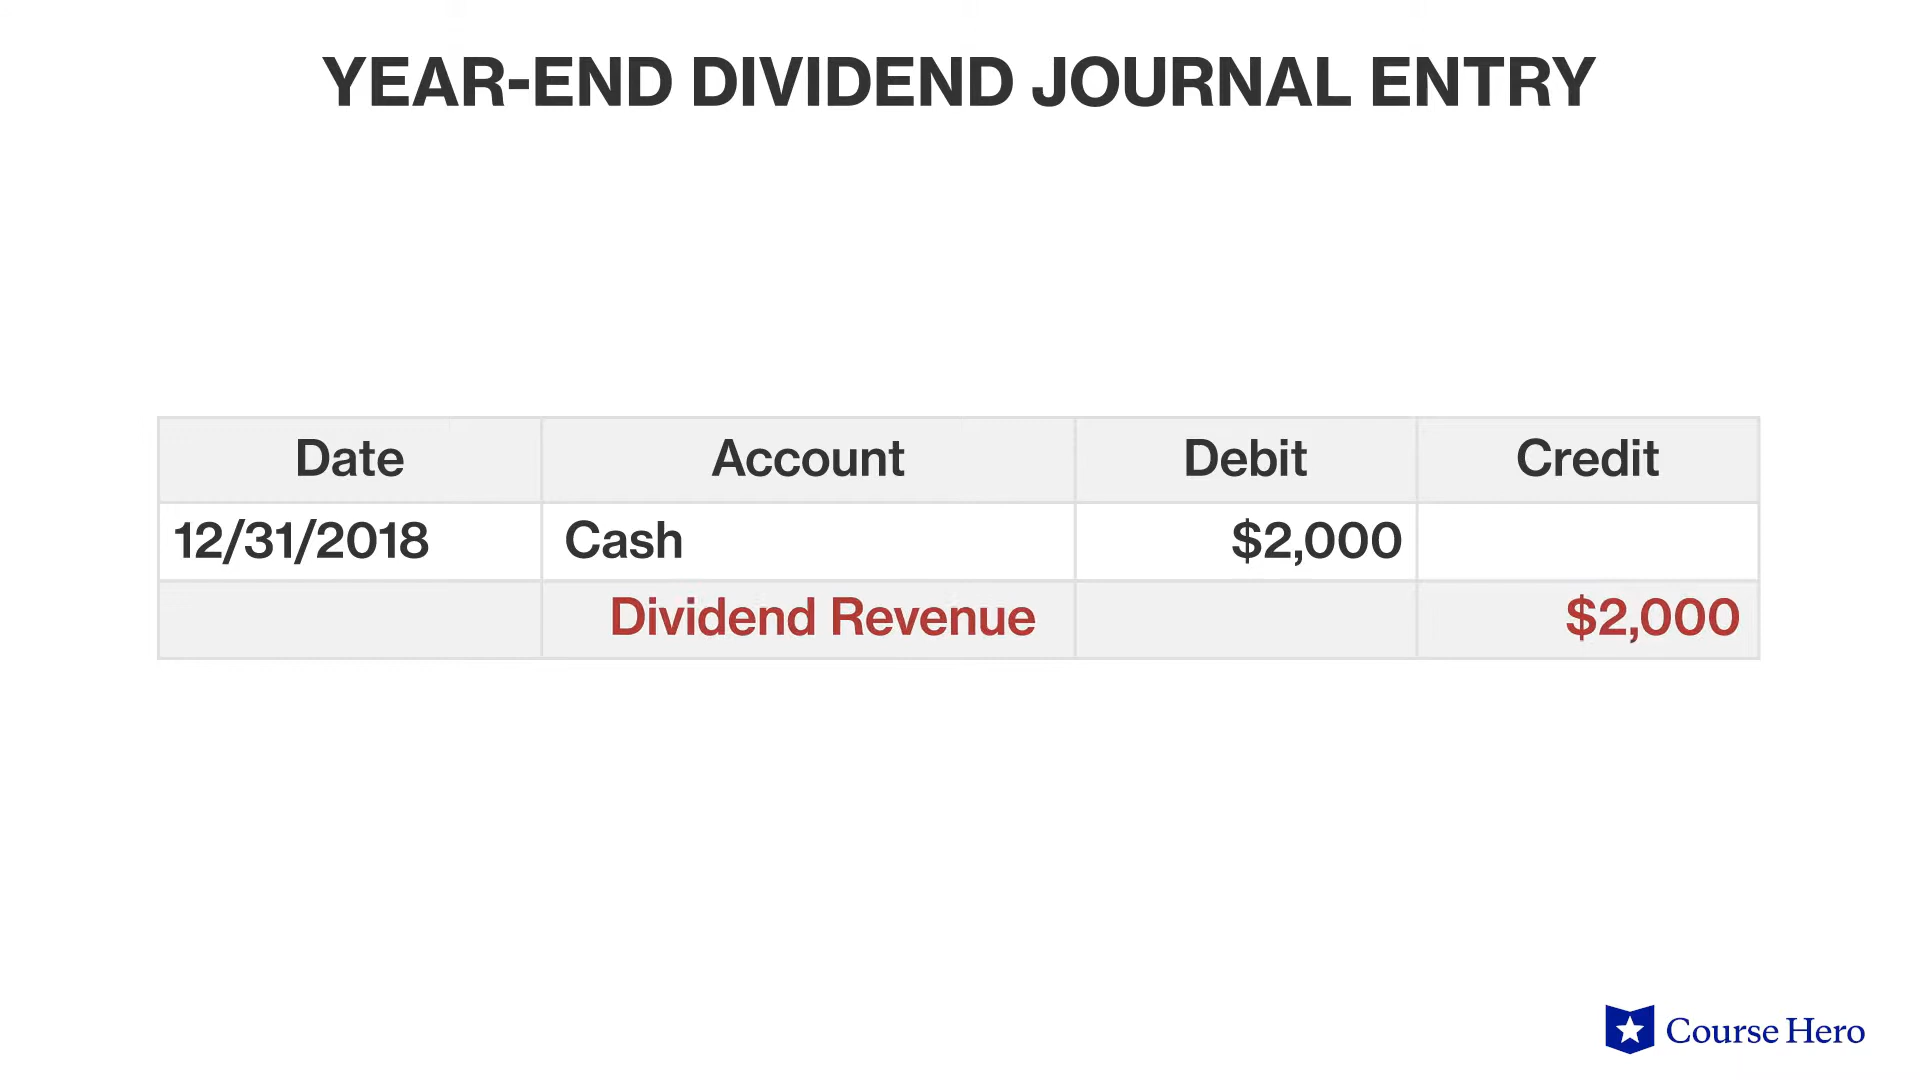 YEAR-END DIVIDEND JOURNAL ENTRY
Date Account Debit Credit
12/31/2018 Cash $2,000
Dividend Revenue $2,000
Course Hero